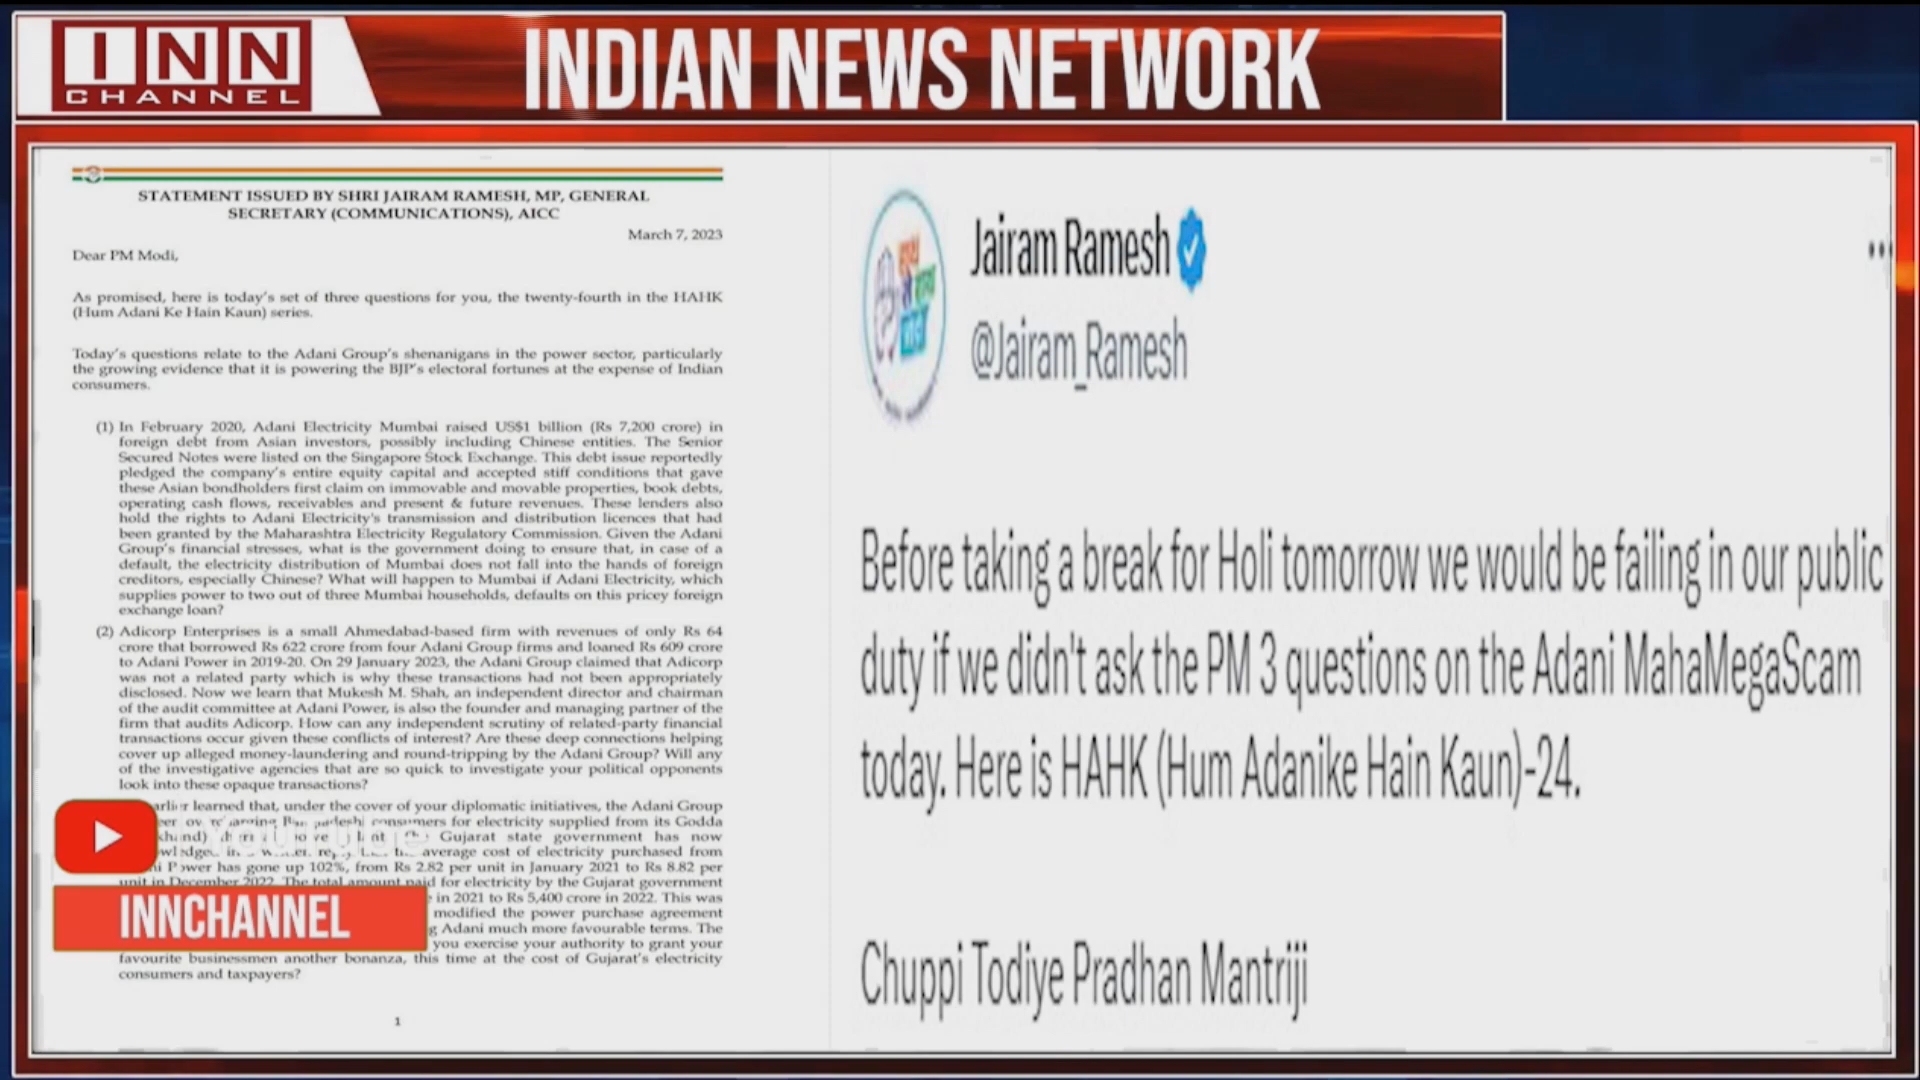 INN
CHANNEL
INDIAN NEWS NETWORK
STATEMENT ISSUED BY SHRI JAIRAM RAMESH, MP, GENERAL
SECRETARY (COMMUNICATIONS), AICC
March 7, 2023
Dear PM Modi,
As promised, here is today's set of three questions for you, the twenty-fourth in the HAHK
(Hum Adani Ke Hain Kaun) series.
Today's questions relate to the Adani Group's shenanigans in the power sector, particularly
the growing evidence that it is powering the BJP's electoral fortunes at the expense of Indian
consumers.
(1) In February 2020, Adani Electricity Mumbai raised US$1 billion (Rs 7,200 crore) in
foreign debt from Asian investors, possibly including Chinese entities. The Senior
Secured Notes were listed on the Singapore Stock Exchange. This debt issue reportedly
pledged the company's entire equity capital and accepted stiff conditions that gave
these Asian bondholders first claim on immovable and movable properties, book debts,
operating cash flows, receivables and present & future revenues. These lenders also
hold the rights to Adani Electricity's transmission and distribution licences that had
been granted by the Maharashtra Electricity Regulatory Commission. Given the Adani
Group's financial stresses, what is the government doing to ensure that, in case of a
default, the electricity distribution of Mumbai does not fall into the hands of foreign
creditors, especially Chinese? What will happen to Mumbai if Adani Electricity, which
supplies power to two out of three Mumbai households, defaults on this pricey foreign
exchange loan?
(2) Adicorp Enterprises is a small Ahmedabad-based firm with revenues of only Rs 64
crore that borrowed Rs 622 crore from four Adani Group firms and loaned Rs 609 crore
to Adani Power in 2019-20. On 29 January 2023, the Adani Group claimed that Adicorp
was not a related party which is why these transactions had not been appropriately
disclosed. Now we learn that Mukesh M. Shah, an independent director and chairman
of the audit committee at Adani Power, is also the founder and managing partner of the
firm that audits Adicorp. How can any independent scrutiny of related-party financial
transactions occur given these conflicts of interest? Are these deep connections helping
cover up alleged money-laundering and round-tripping by the Adani Group? Will any
of the investigative agencies that are so quick to investigate your political opponents
look into these opaque transactions?
learned that, under the cover of your diplomatic initiatives, the Adani Group
consumers for electricity supplied from its Godda
Gujarat state government has now
average cost of electricity purchased from
Power has gone up 102%, from Rs 2.82 per unit in January 2021 to Rs 8.82 per
unit in December 2022. The total amount paid for electricity by the Gujarat government
in 2021 to Rs 5,400 crore in 2022. This was
modified the power purchase agreement
Adani much more favourable terms. The
you exercise your authority to grant your
favourite businessmen another bonanza, this time at the cost of Gujarat's electricity
consumers and taxpayers?
1
YouTube
INNCHANNEL
Jairam Ramesh
@Jairam_Ramesh
Before taking a break for Holi tomorrow we would be failing in our public
duty if we didn't ask the PM 3 questions on the Adani MahaMegaScam
today. Here is HAHK (Hum Adanike Hain Kaun)-24.
Chuppi Todiye Pradhan Mantriji